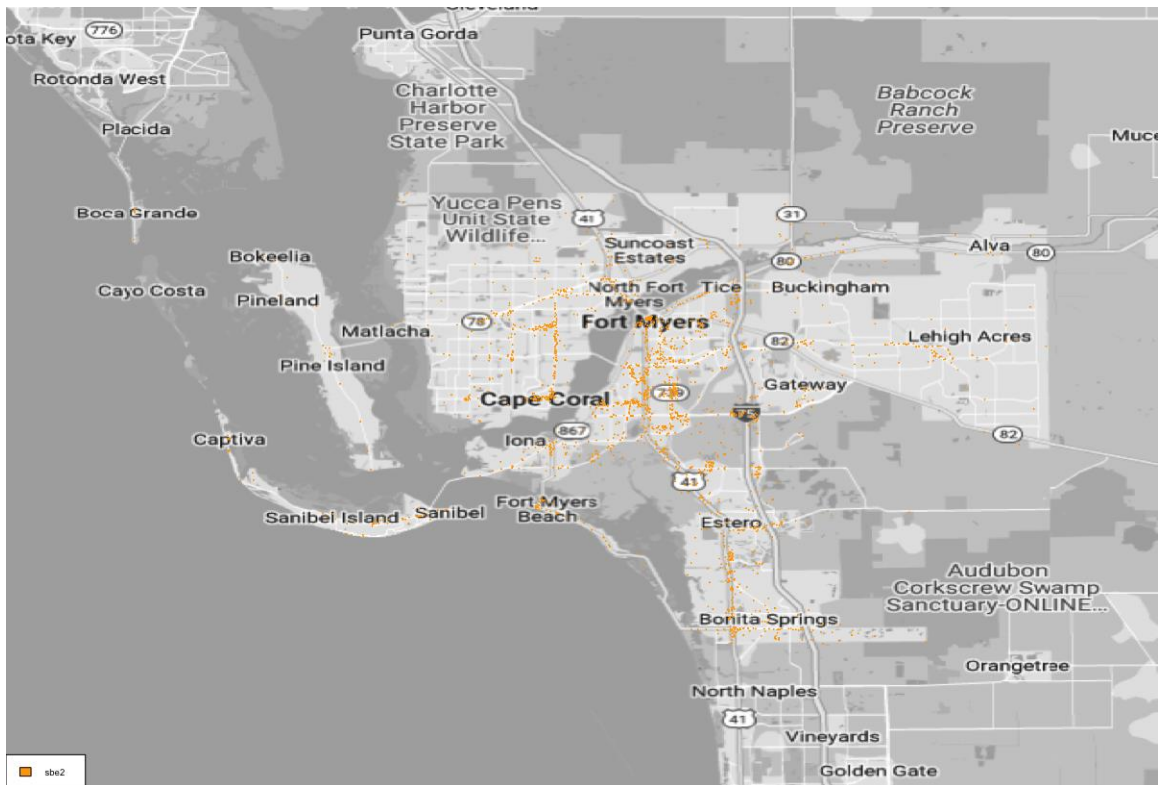 Cleveland
776
Punta Gorda
ota Key
Rotonda West
Charlotte
Harbor
Preserve
State Park
Babcock
Ranch
Preserve
Placida
Muce
Yucca Pens
Unit State
Wildlife...
Boca Grande
41
31
Suncoast
Estates
Alva
80
Bokeelia
80
Cayo Costa
Pineland
North Fort
Myers
Tice
Buckingham
Matlacha
78
Fort Myers
82
Lehigh Acres
Pine Island
Gateway
Cape Coral
739
75
Captiva
Iona
867
82
41
Sanibel Island
Sanibel
Fort Myers
Beach
Estero
Audubon
Corkscrew Swamp
Sanctuary-ONLINE...
Bonita Springs
Orangetree
North Naples
41
Vineyards
Golden Gate
sbe2